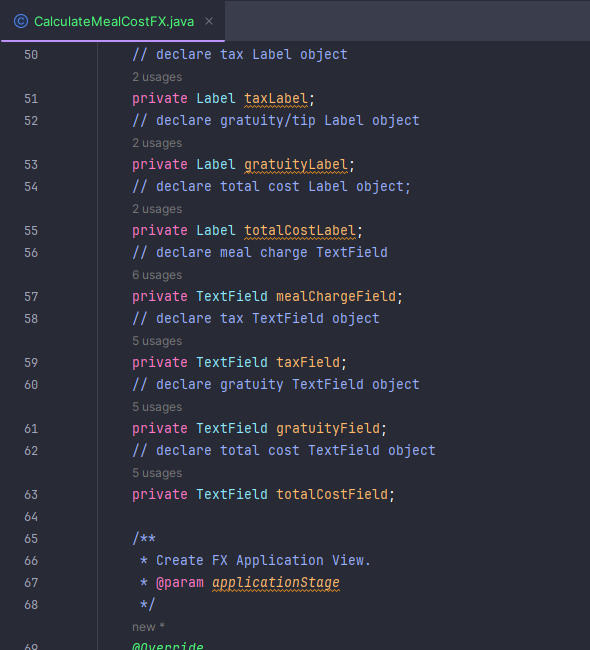 CalculateMealCostFX.java
50 // declare tax Label object
2 usages
51 private Label taxLabel;
52 // declare gratuity/tip Label object
2 usages
53 private Label gratuityLabel;
54 // declare total cost Label object;
2 usages
55 private Label totalCostLabel;
56 // declare meal charge TextField
6 usages
57 private TextField mealChargeField;
58 // declare tax TextField object
5 usages
59 private TextField taxField;
60 // declare gratuity TextField object
5 usages
61 private TextField gratuityField;
62 // declare total cost TextField object
5 usages
63 private TextField totalCostField;
64
65 /**
66 * Create FX Application View.
67 * @param applicationStage
68 */
new *
69 @Override